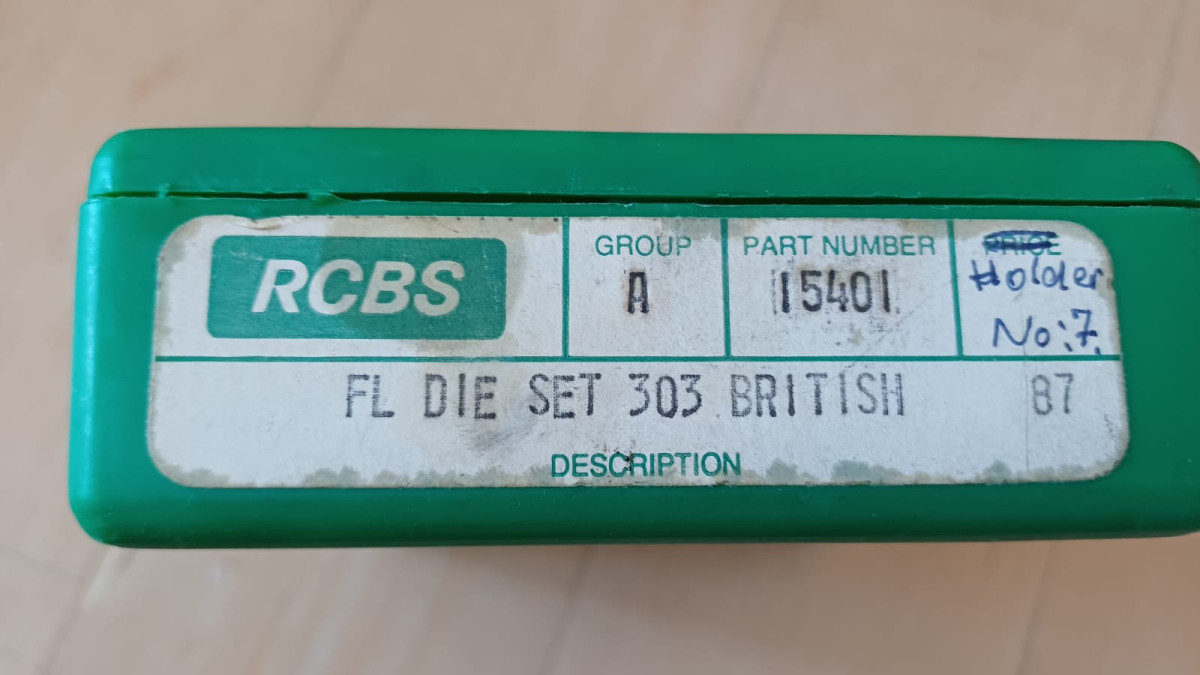 RCBS
GROUP
A
PART NUMBER
15401
PRICE
Holder
No:7.
FL DIE SET 303 BRITISH 87
DESCRIPTION